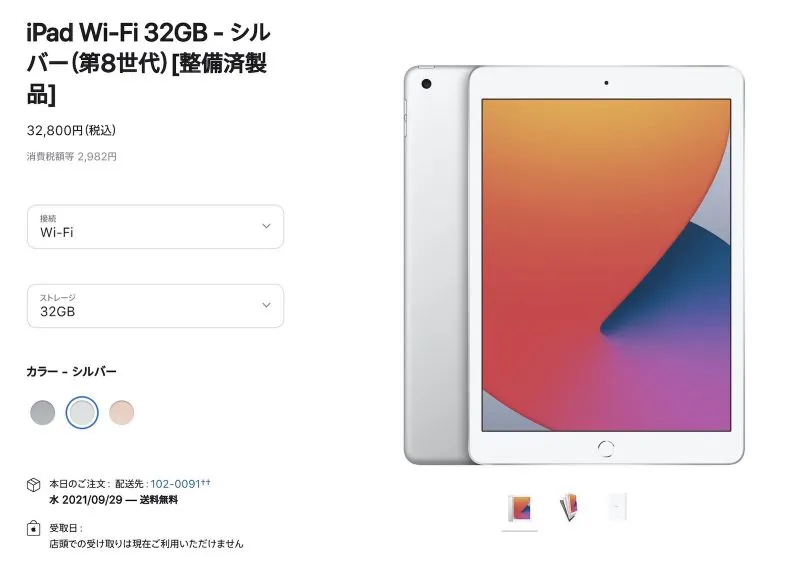 iPad Wi-Fi 32GB - シル
バー（第8世代）[整備済製
品]
32,800円（税込）
消費税額等 2,982円
接続
Wi-Fi
ストレージ
32GB
カラー - シルバー
本日のご注文： 配送先：102-0091‡‡
水 2021/09/29 — 送料無料
受取日：
店頭での受け取りは現在ご利用いただけません